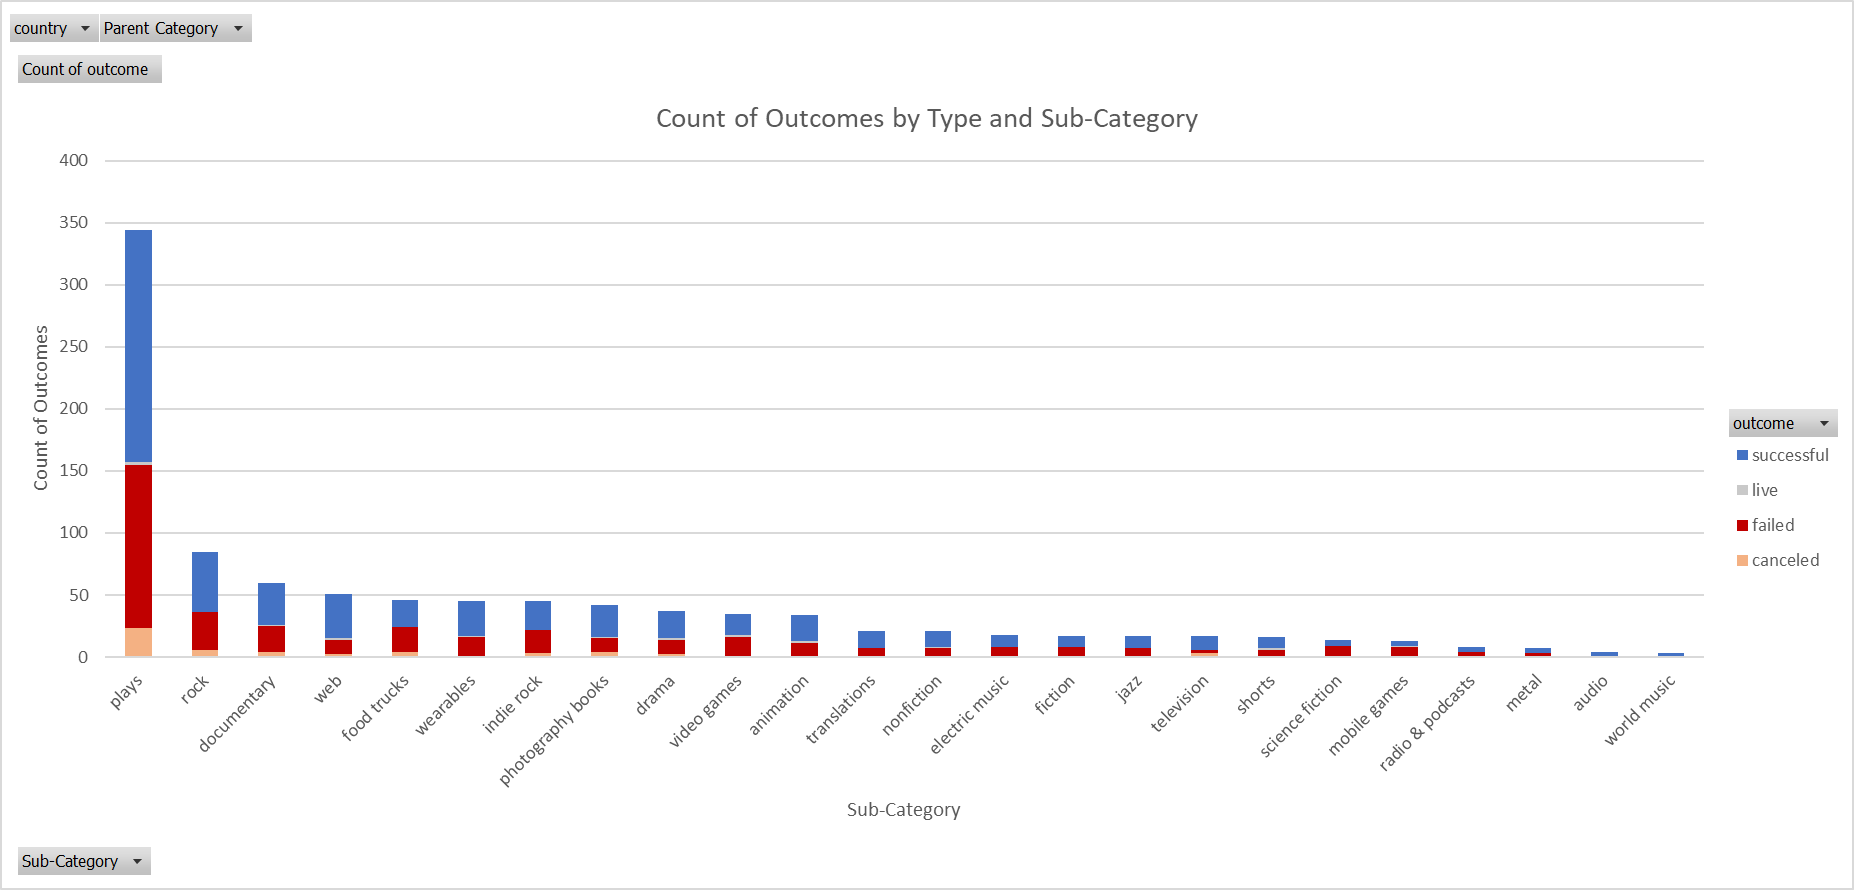 country Parent Category
Count of outcome
Count of Outcomes by Type and Sub-Category
400
350
300
250
200
150
100
50
0
Count of Outcomes
plays
rock
documentary
web
food trucks
wearables
indie rock
photography books
drama
video games
animation
translations
nonfiction
electric music
fiction
jazz
television
shorts
science fiction
mobile games
radio & podcasts
metal
audio
world music
Sub-Category
outcome
successful
live
failed
canceled
Sub-Category